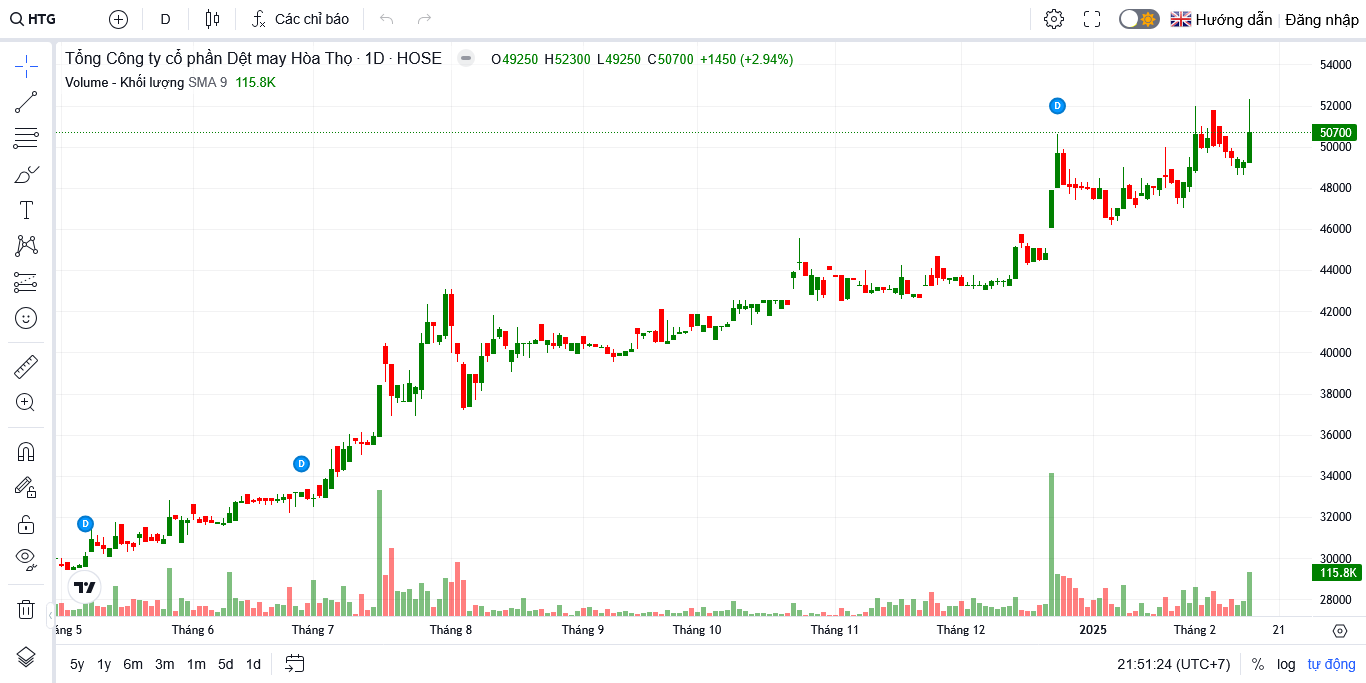 HTG D Các chỉ báo Hướng dẫn Đăng nhập
Tổng Công ty cổ phần Dệt may Hòa Thọ · 1D · HOSE O49250 H52300 L49250 C50700 +1450 (+2.94%)
Volume - Khối lượng SMA 9 115.8K
54000
D
52000
50700
50000
48000
46000
44000
42000
40000
38000
36000
D
34000
D
32000
30000
115.8K
28000
áng 5 Tháng 6 Tháng 7 Tháng 8 Tháng 9 Tháng 10 Tháng 11 Tháng 12 2025 Tháng 2 21
5y 1y 6m 3m 1m 5d 1d 21:51:24 (UTC+7) % log tự động